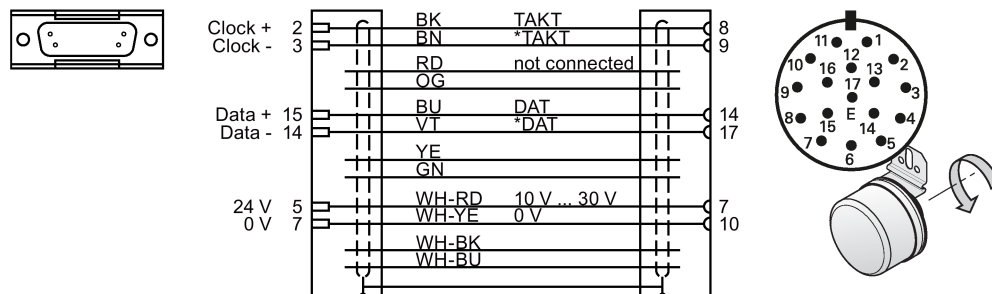 Clock + 2 BK TAKT 8
Clock - 3 BN *TAKT 9
RD not connected
OG
Data + 15 BU DAT 14
Data - 14 VT *DAT 17
YE
GN
24 V 5 WH-RD 10 V ... 30 V 7
0 V 7 WH-YE 0 V 10
WH-BK
WH-BU
11 1
10 12 2
16 13
9 17 3
8 E 4
15 14
7 5
6